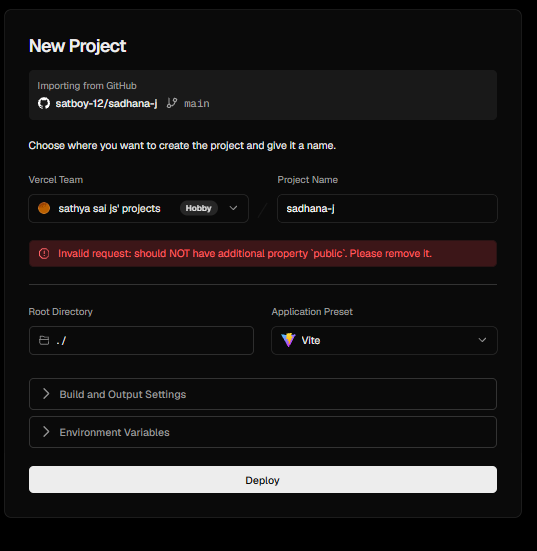 New Project
Importing from GitHub
satboy-12/sadhana-j main
Choose where you want to create the project and give it a name.
Vercel Team
Project Name
sathya sai js' projects Hobby
/
sadhana-j
Invalid request: should NOT have additional property `public`. Please remove it.
Root Directory
Application Preset
./
Vite
Build and Output Settings
Environment Variables
Deploy